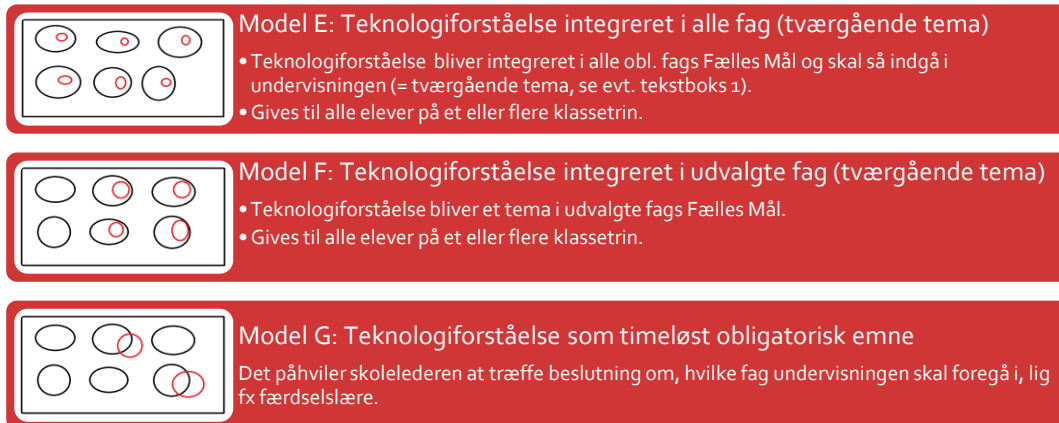 Model E: Teknologiforståelse integreret i alle fag (tværgående tema)
• Teknologiforståelse bliver integreret i alle obl. fags Fælles Mål og skal så indgå i
undervisningen (= tværgående tema, se evt. tekstboks 1).
• Gives til alle elever på et eller flere klassetrin.
Model F: Teknologiforståelse integreret i udvalgte fag (tværgående tema)
• Teknologiforståelse bliver et tema i udvalgte fags Fælles Mål.
• Gives til alle elever på et eller flere klassetrin.
Model G: Teknologiforståelse som timeløst obligatorisk emne
Det påhviler skolelederen at træffe beslutning om, hvilke fag undervisningen skal foregå i, lig
fx færdselslære.